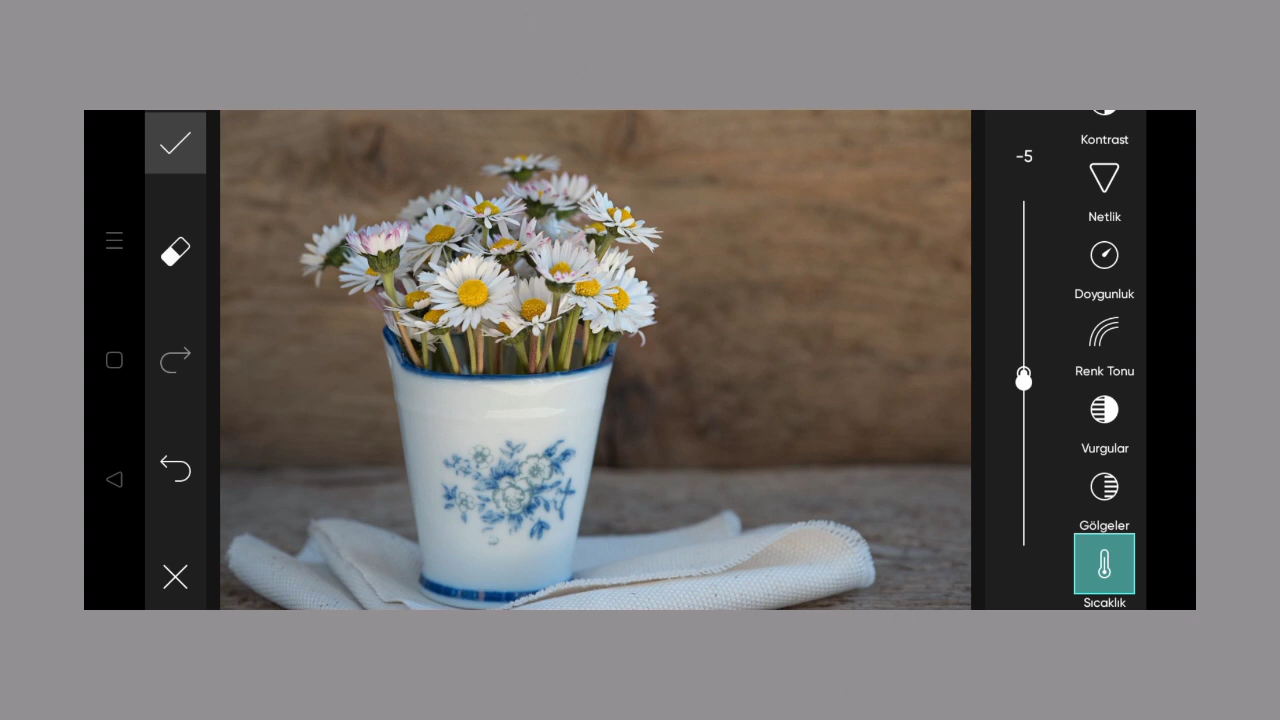 -5
Kontrast
Netlik
Doygunluk
Renk Tonu
Vurgular
Gölgeler
Sıcaklık